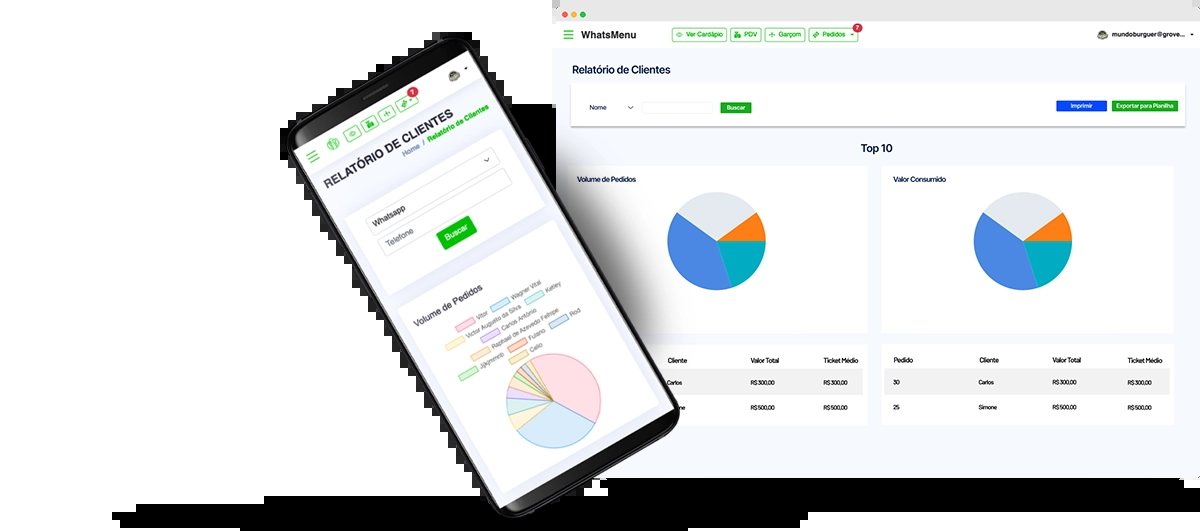 WhatsMenu
Ver Cardápio
PDV
Garçom
Pedidos
7
mundoburguer@grove...
Relatório de Clientes
Nome
Buscar
Imprimir
Exportar para Planilha
Top 10
Volume de Pedidos
Valor Consumido
Cliente Valor Total Ticket Médio
Carlos R$300,00 R$300,00
ne R$500,00 R$500,00
Pedido Cliente Valor Total Ticket Médio
30 Carlos R$300,00 R$300,00
25 Simone R$500,00 R$500,00
1
RELATÓRIO DE CLIENTES
Home / Relatório de Clientes
Whatsapp
Telefone
Buscar
Volume de Pedidos
Vitor Wagner Vital
Victor Augusto da Silva Ketley
Carlos Antônio
Raphael de Azevedo Felhipe Rod
Fulano
Célio